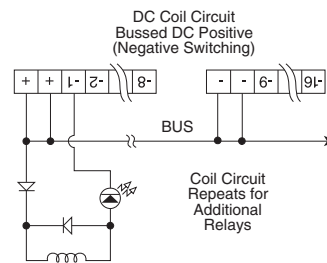 DC Coil Circuit
Bussed DC Positive
(Negative Switching)
+ + -1- -2- -8- - - -9- -16-
BUS
Coil Circuit
Repeats for
Additional
Relays